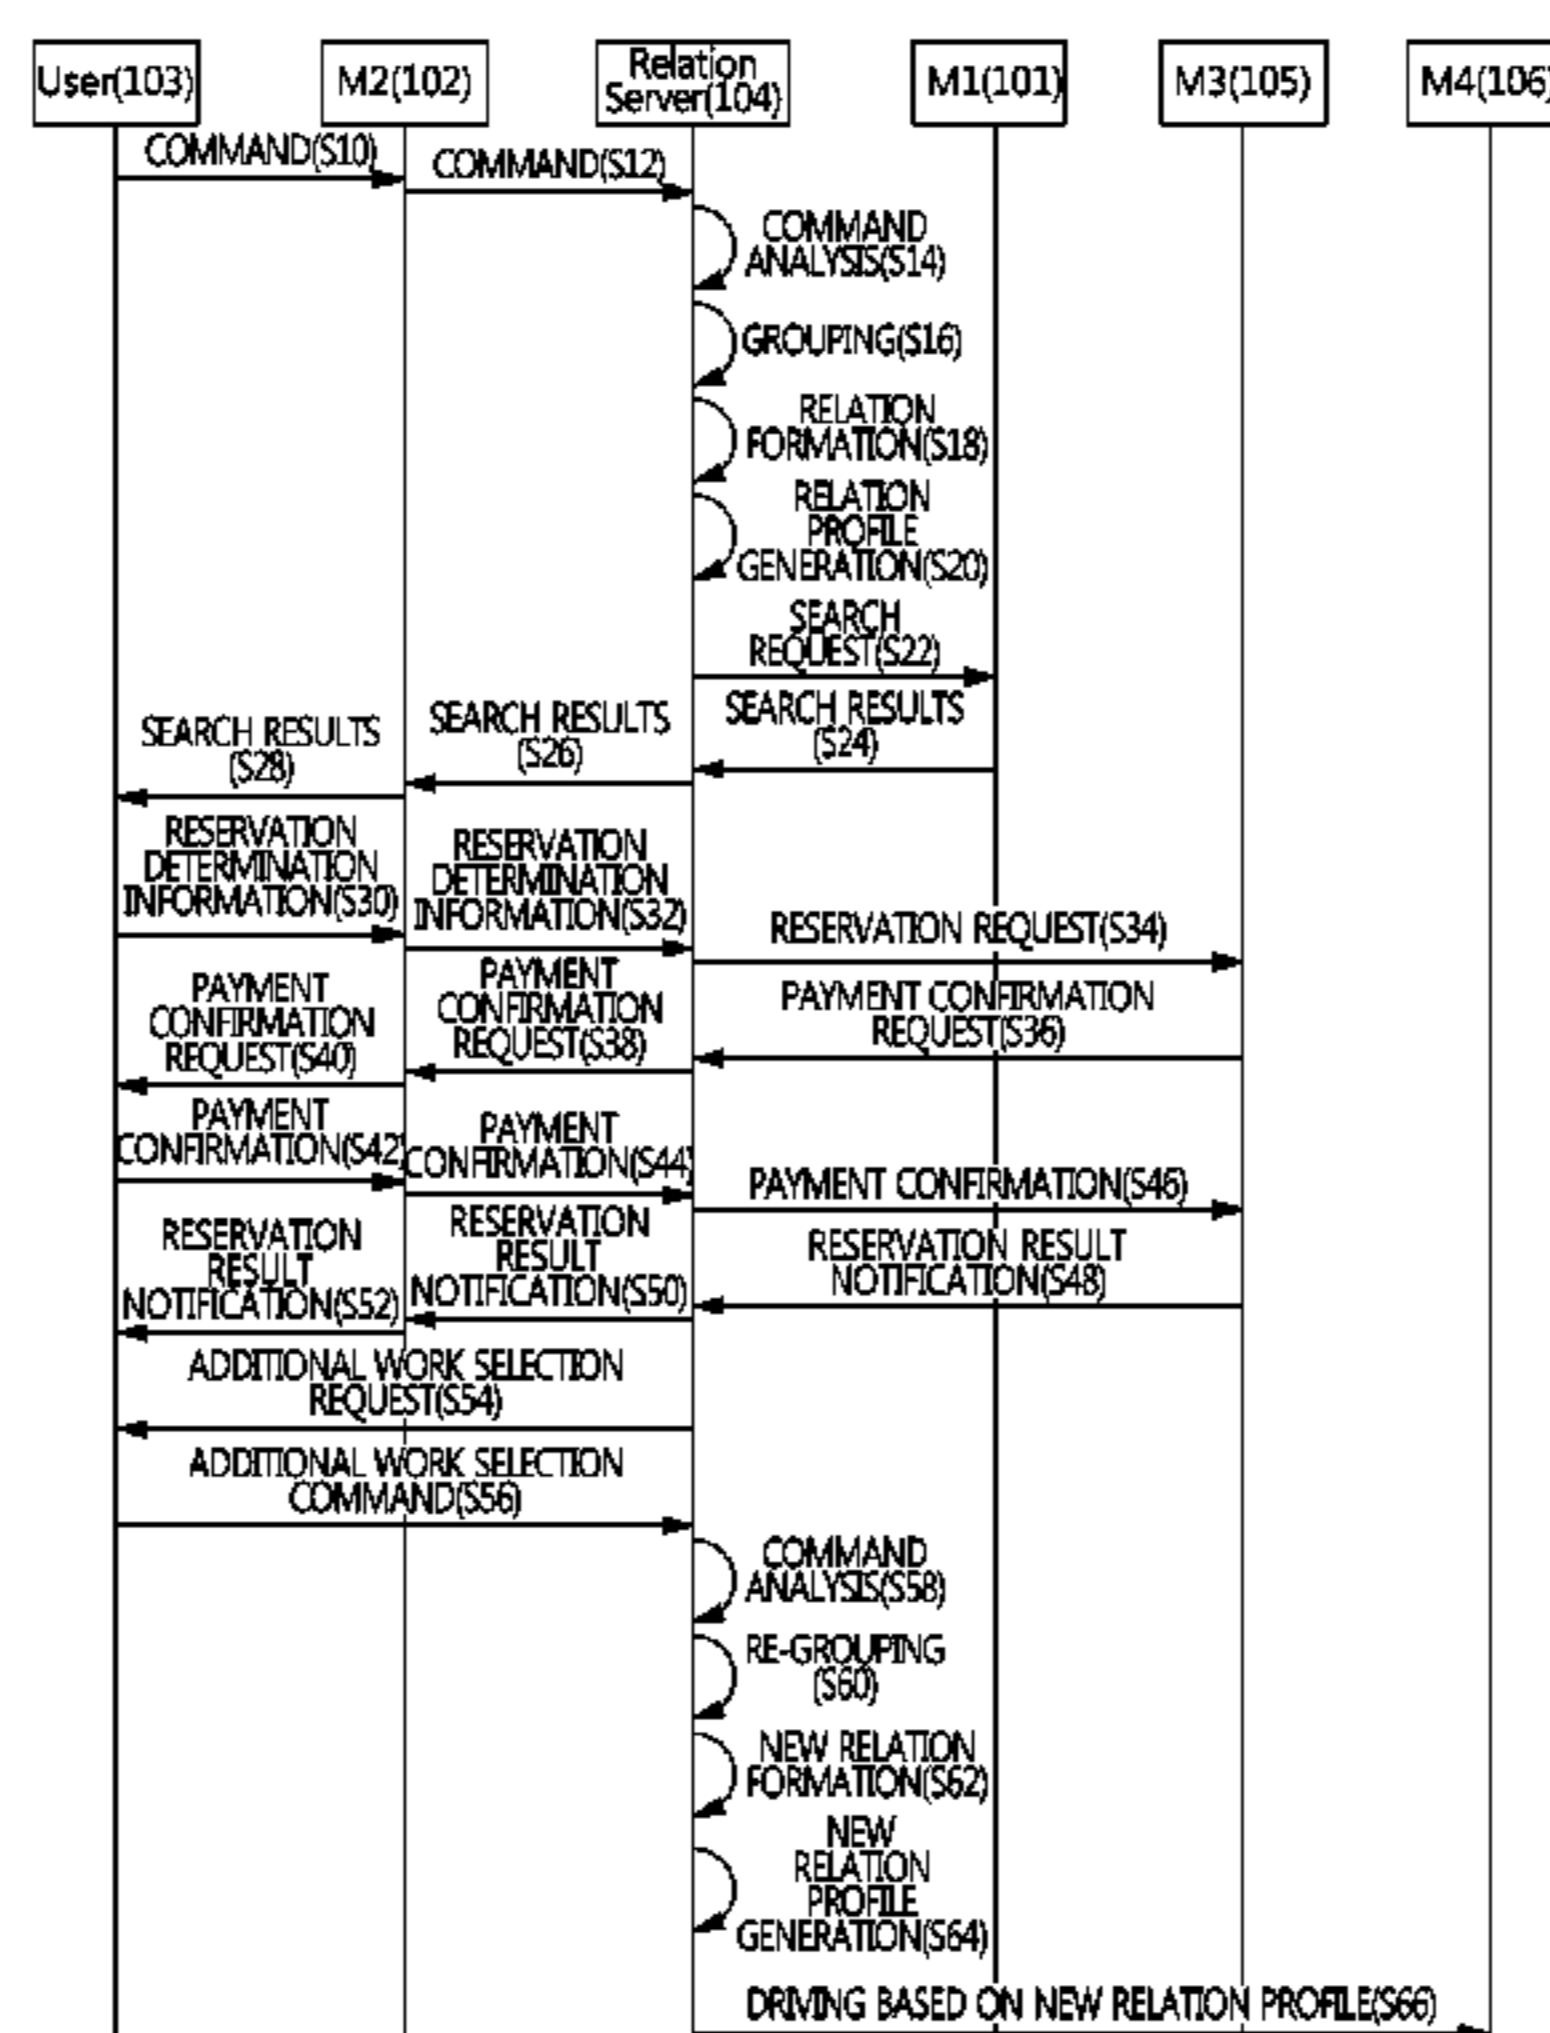 User(103)
M2(102)
Relation
Server(104)
M1(101)
M3(105)
M4(106)
COMMAND(S10)
COMMAND(S12)
COMMAND
ANALYSIS(S14)
GROUPING(S16)
RELATION
FORMATION(S18)
RELATION
PROFILE
GENERATION(S20)
SEARCH
REQUEST(S22)
SEARCH RESULTS
(S24)
SEARCH RESULTS
(S26)
SEARCH RESULTS
(S28)
RESERVATION
DETERMINATION
INFORMATION(S30)
RESERVATION
DETERMINATION
INFORMATION(S32)
RESERVATION REQUEST(S34)
PAYMENT CONFIRMATION
REQUEST(S36)
PAYMENT
CONFIRMATION
REQUEST(S38)
PAYMENT
CONFIRMATION
REQUEST(S40)
PAYMENT
CONFIRMATION(S42)
PAYMENT
CONFIRMATION(S44)
PAYMENT CONFIRMATION(S46)
RESERVATION RESULT
NOTIFICATION(S48)
RESERVATION
RESULT
NOTIFICATION(S50)
RESERVATION
RESULT
NOTIFICATION(S52)
ADDITIONAL WORK SELECTION
REQUEST(S54)
ADDITIONAL WORK SELECTION
COMMAND(S56)
COMMAND
ANALYSIS(S58)
RE-GROUPING
(S60)
NEW RELATION
FORMATION(S62)
NEW
RELATION
PROFILE
GENERATION(S64)
DRIVING BASED ON NEW RELATION PROFILE(S66)